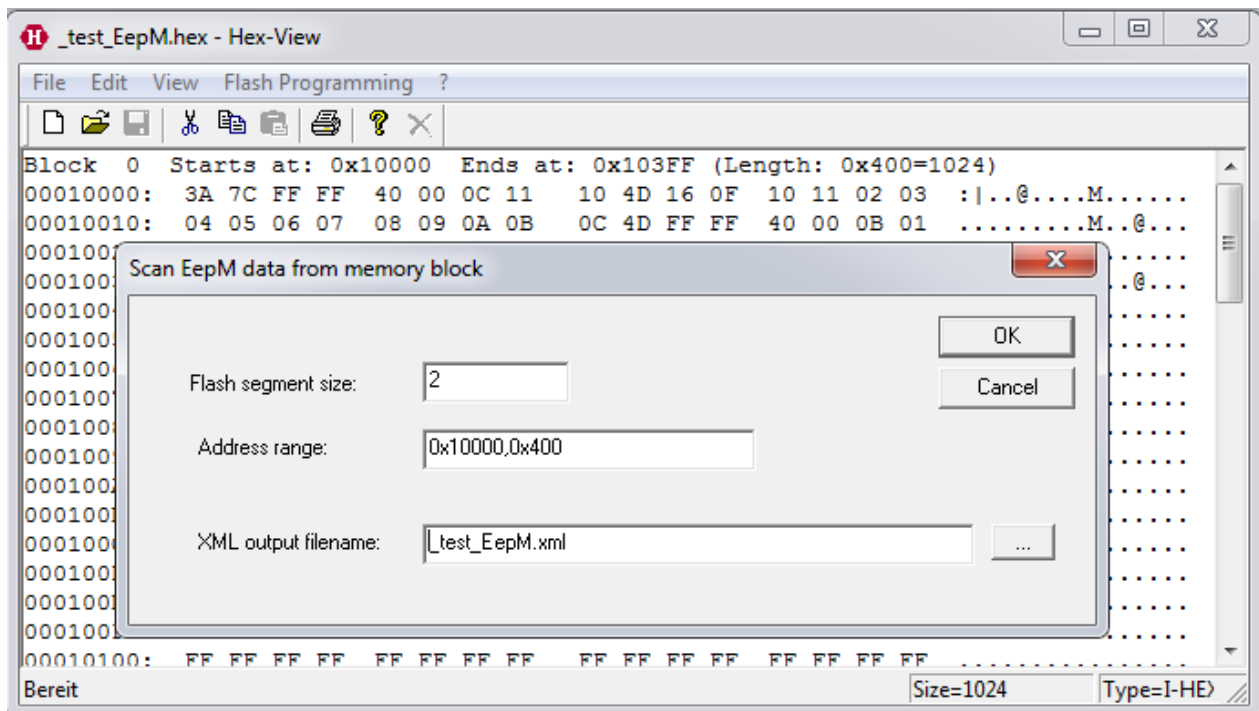 _test_EepM.hex - Hex-View
File Edit View Flash Programming ?
Block 0 Starts at: 0x10000 Ends at: 0x103FF (Length: 0x400=1024)
00010000: 3A 7C FF FF 40 00 0C 11 10 4D 16 0F 10 11 02 03 :|..@....M......
00010010: 04 05 06 07 08 09 0A 0B 0C 4D FF FF 40 00 0B 01 .........M..@...
Scan EepM data from memory block
OK
Flash segment size: 2
Cancel
Address range: 0x10000,0x400
XML output filename: _test_EepM.xml ...
00010100: FF FF FF FF FF FF FF FF FF FF FF FF FF FF FF FF ................
Bereit Size=1024 Type=I-HE